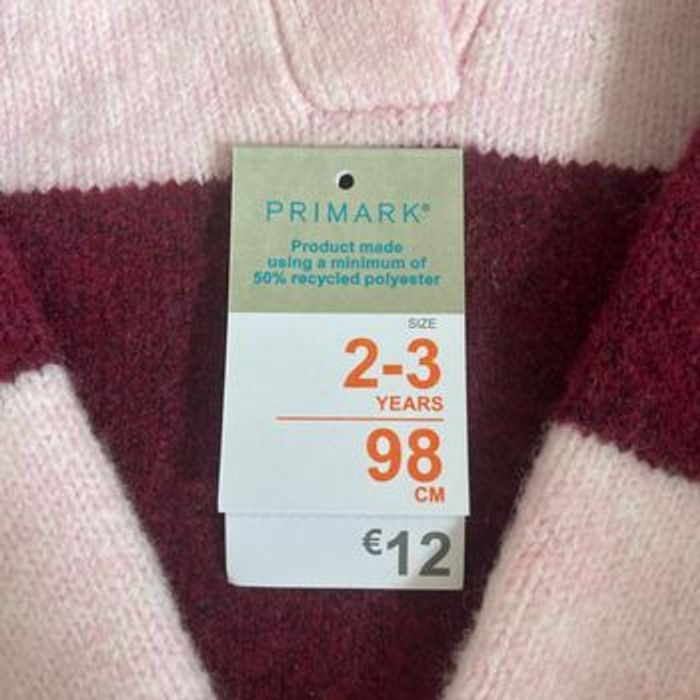 PRIMARK®
Product made
using a minimum of
50% recycled polyester
SIZE
2-3
YEARS
98
CM
€12